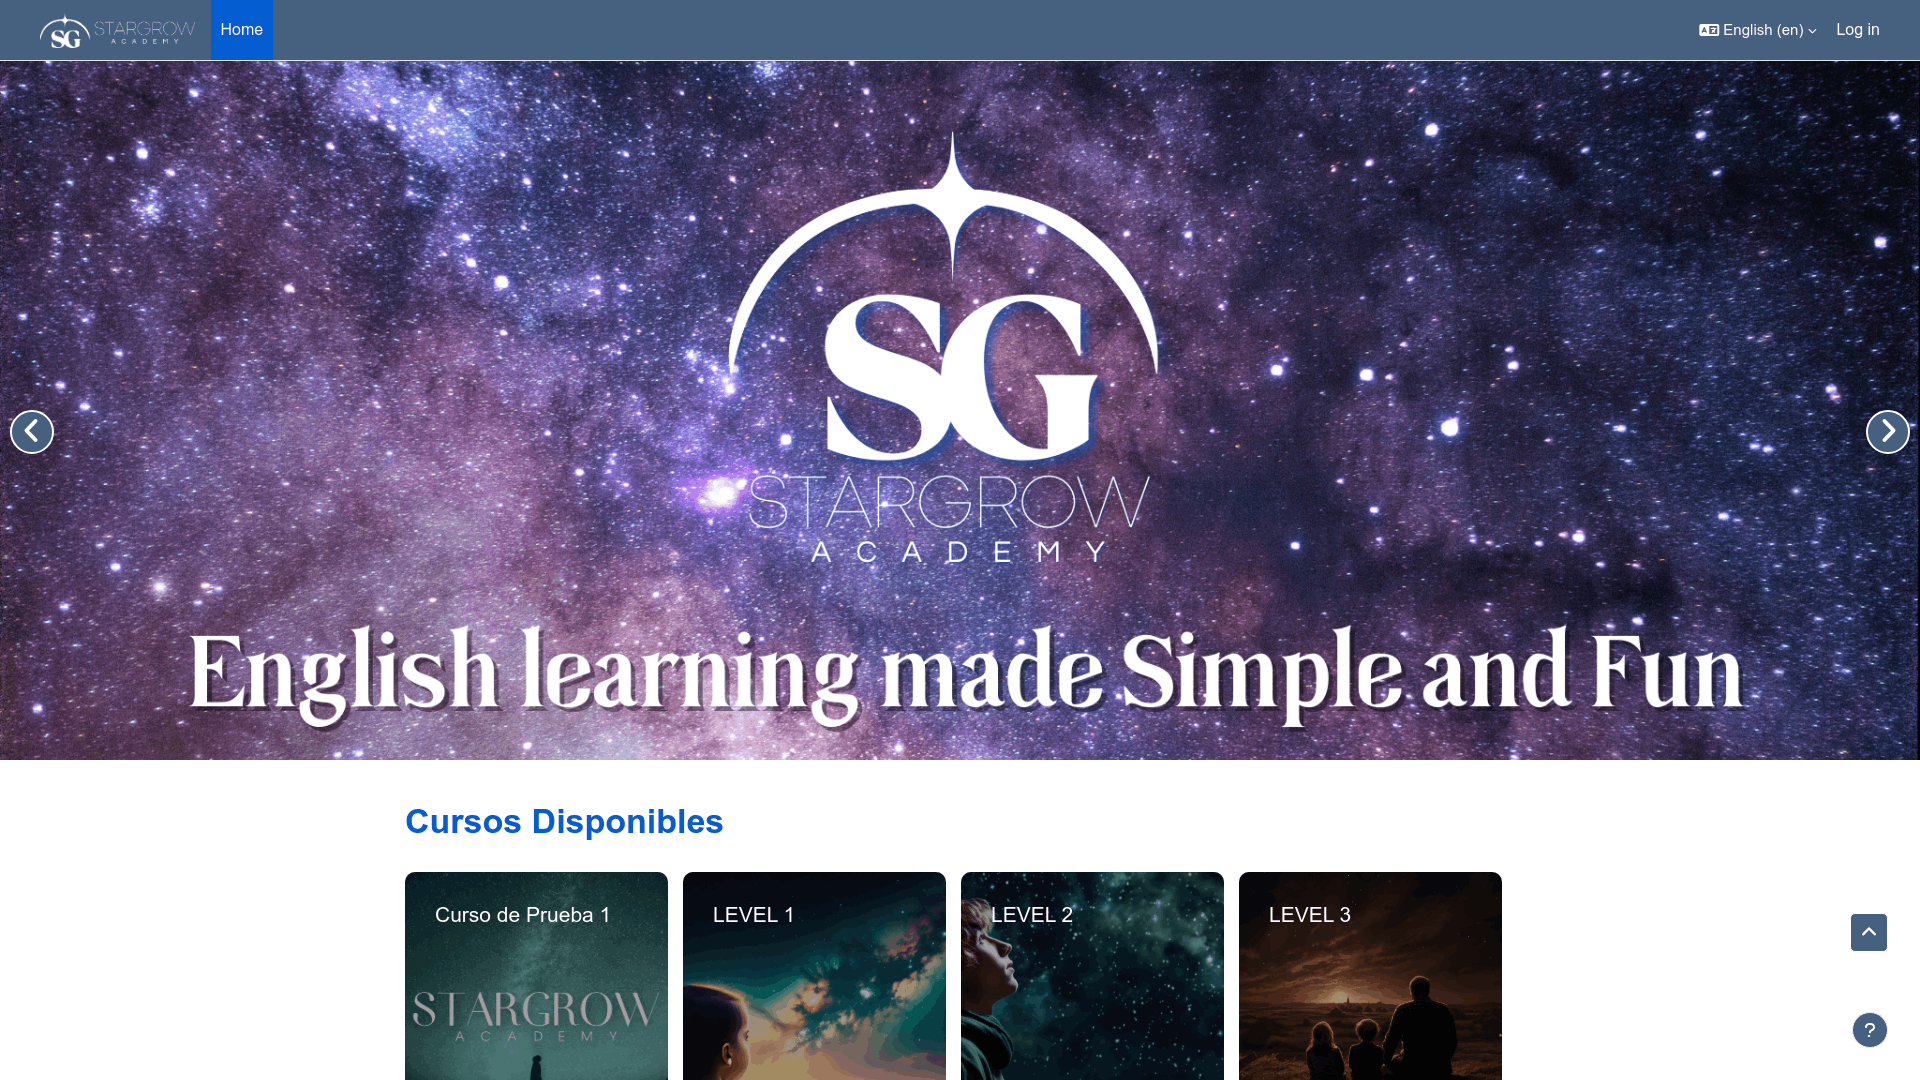 SG STARGROW
ACADEMY
Home
English (en)
Log in
SG
STARGROW
ACADEMY
English learning made Simple and Fun
Cursos Disponibles
Curso de Prueba 1
LEVEL 1
LEVEL 2
LEVEL 3
STARGROW
ACADEMY
?